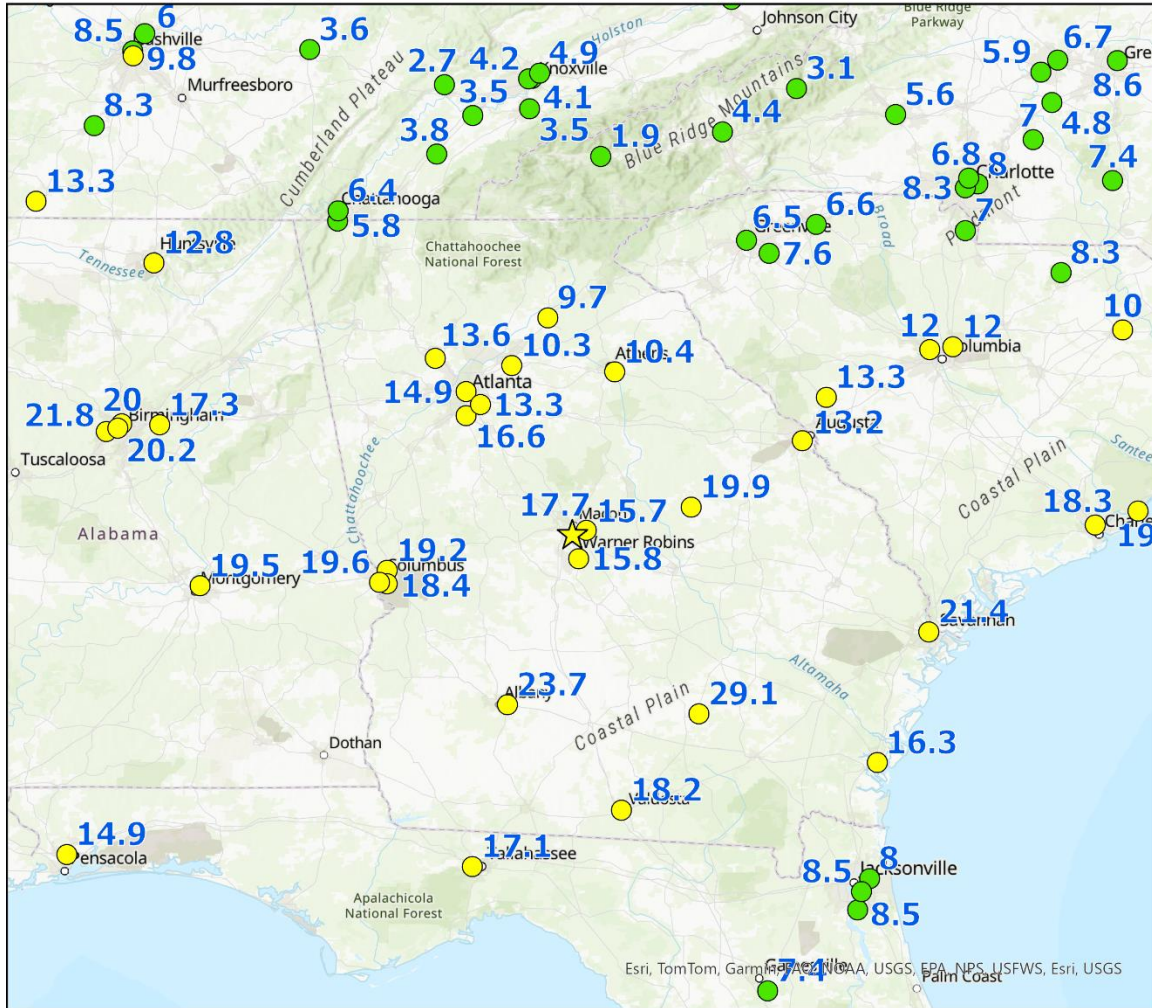 Johnson City
Blue Ridge
Parkway
Holston
6
8.5
Nashville
9.8
3.6
Murfreesboro
2.7
4.2
4.9
Knoxville
3.5
4.1
3.5
3.8
8.3
Cumberland Plateau
Blue Ridge Mountains
1.9
4.4
3.1
5.6
5.9
6.7
Gre
8.6
4.8
7
7.4
6.8
8
Charlotte
8.3
7
Piedmont
13.3
6.4
Chattanooga
5.8
Huntsville
12.8
Tennessee
Chattahoochee
National Forest
6.5
Greenville
6.6
7.6
Broad
8.3
9.7
10
13.6
10.3
Athens
10.4
12
12
Columbia
14.9
Atlanta
13.3
16.6
13.3
Augusta
13.2
21.8
20
Birmingham
17.3
20.2
Tuscaloosa
Chattahoochee
Coastal Plain
Santee
Alabama
17.7
Macon
15.7
19.9
Warner Robins
15.8
18.3
Charle
19
19.5
Montgomery
19.6
19.2
Columbus
18.4
21.4
Savannah
Altamaha
23.7
Albany
Coastal Plain
29.1
Dothan
16.3
18.2
Valdosta
14.9
Pensacola
17.1
Tallahassee
Apalachicola
National Forest
8.5
8
Jacksonville
8.5
Gainesville
7.4
Palm Coast
Esri, TomTom, Garmin, FAO, NOAA, USGS, EPA, NPS, USFWS, Esri, USGS